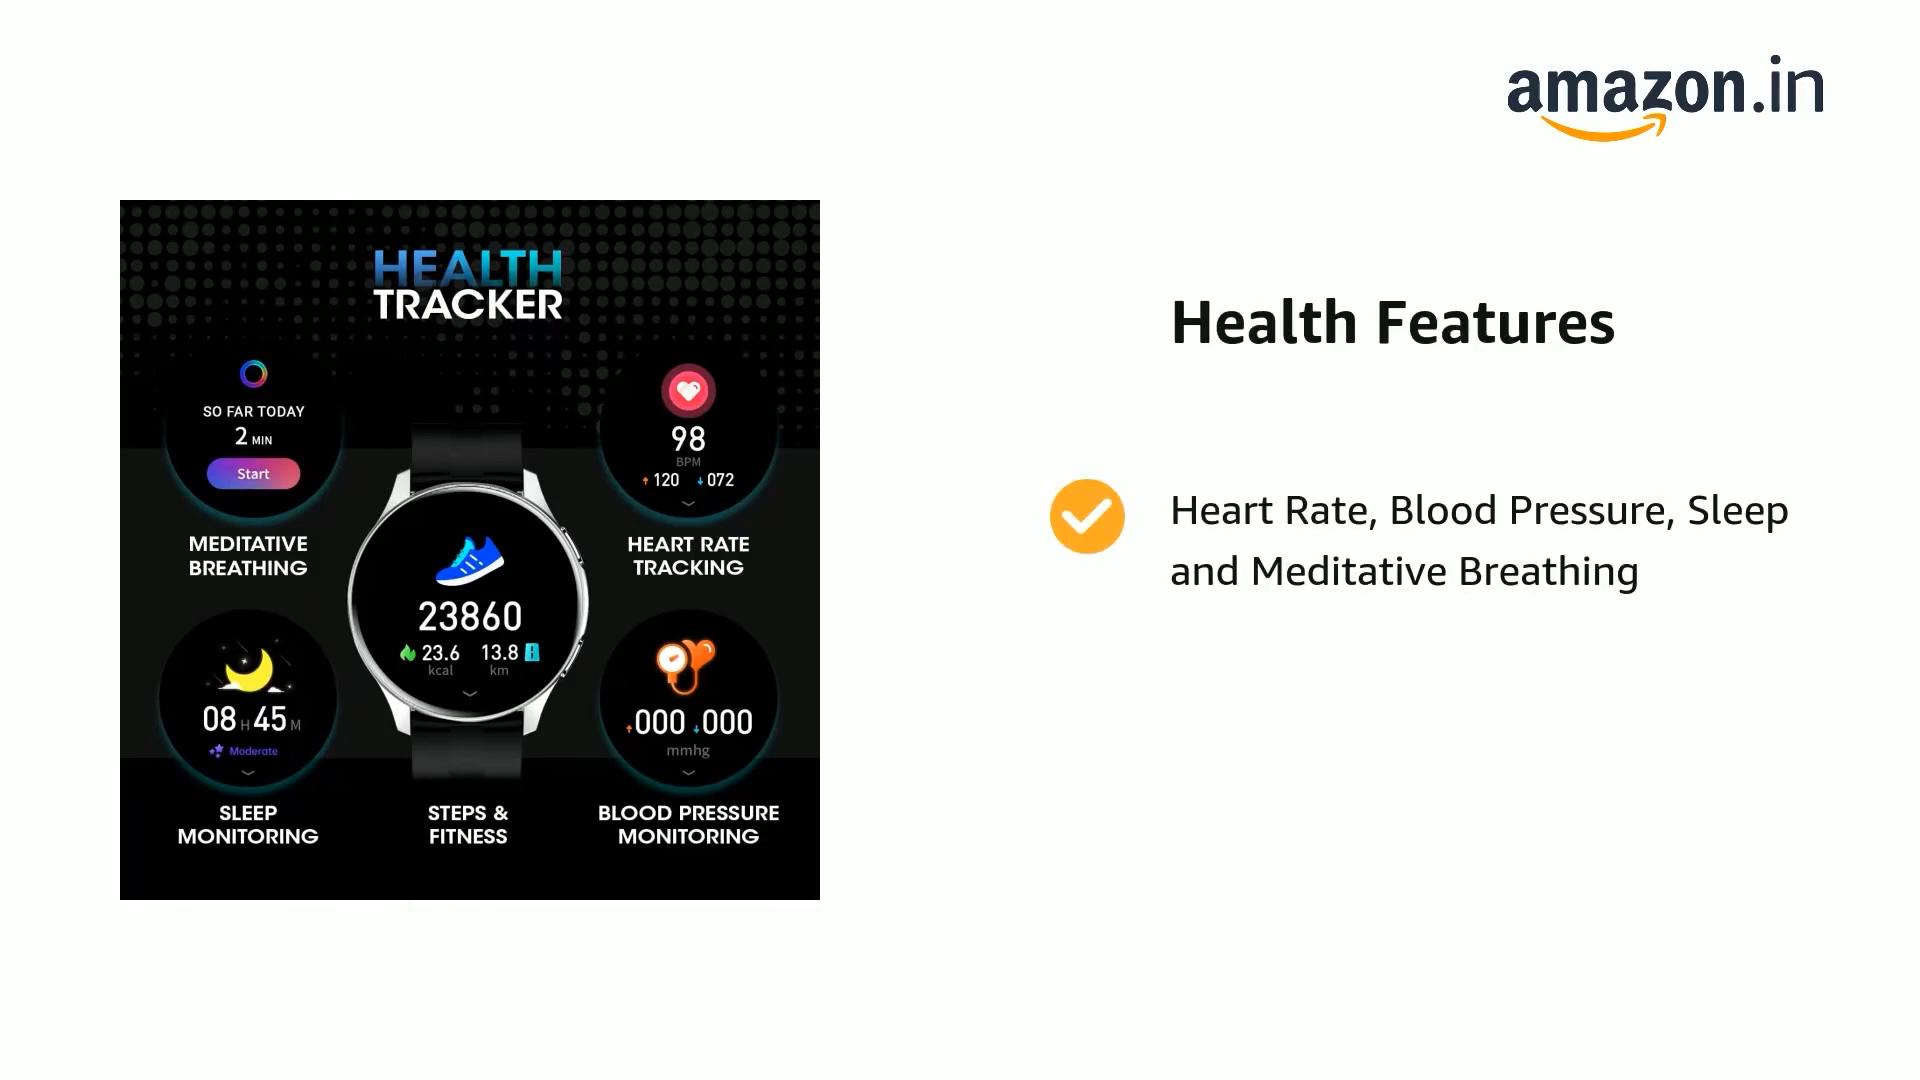 amazon.in
HEALTH
TRACKER
SO FAR TODAY
2 MIN
Start
MEDITATIVE
BREATHING
98
BPM
120 072
HEART RATE
TRACKING
23860
23.6 13.8
kcal km
STEPS &
FITNESS
08 H 45 M
Moderate
SLEEP
MONITORING
000 000
mmhg
BLOOD PRESSURE
MONITORING
Health Features
Heart Rate, Blood Pressure, Sleep
and Meditative Breathing